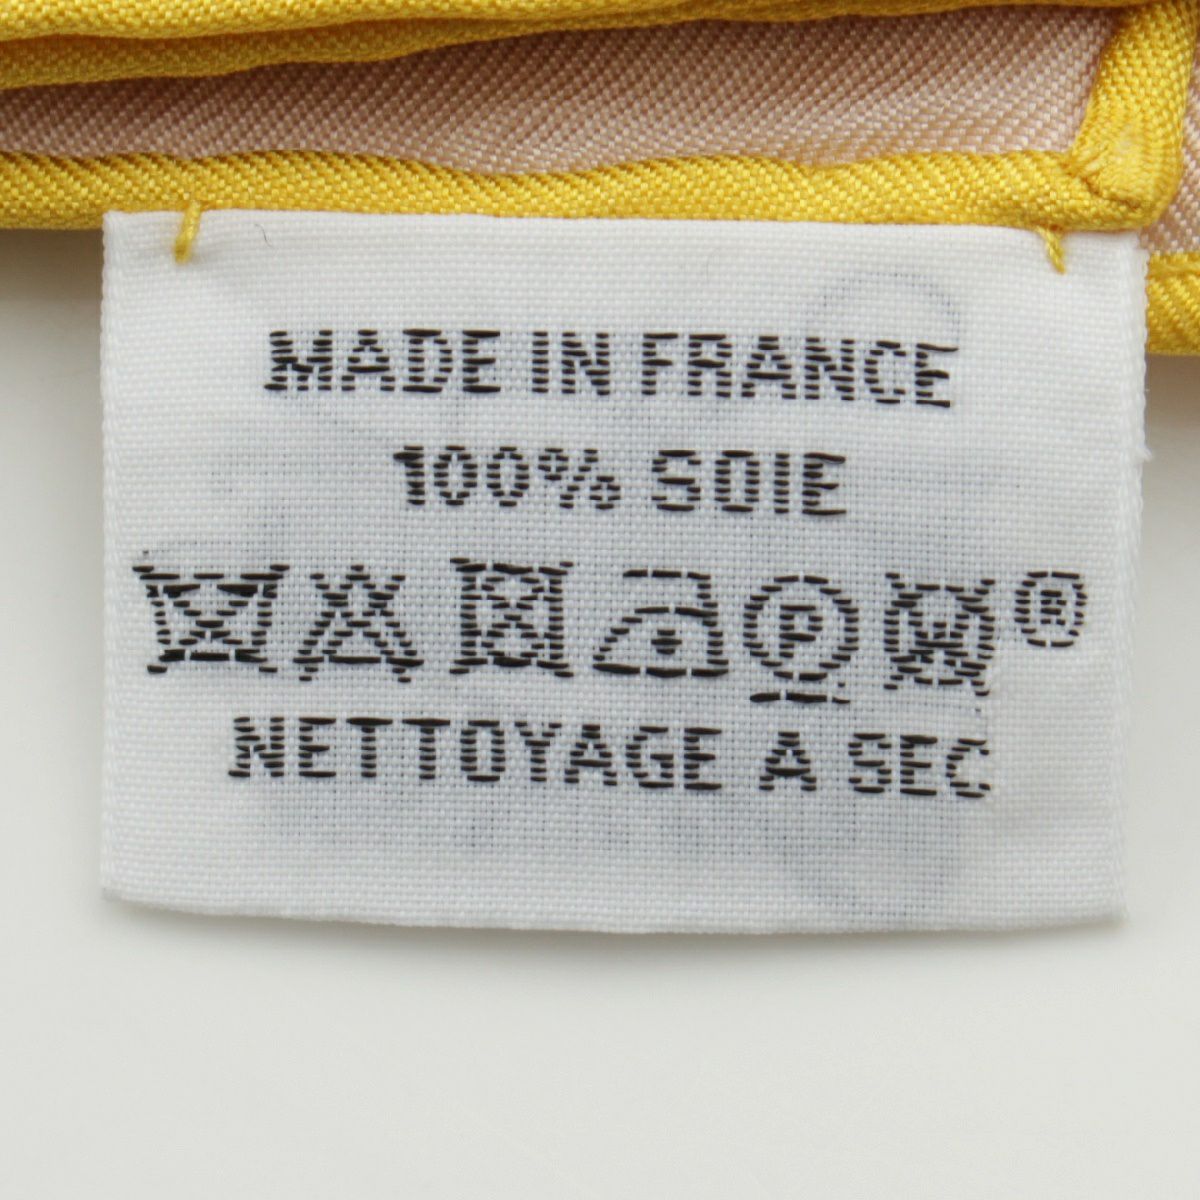 MADE IN FRANCE
100% SOIE
P W ®
NETTOYAGE A SEC